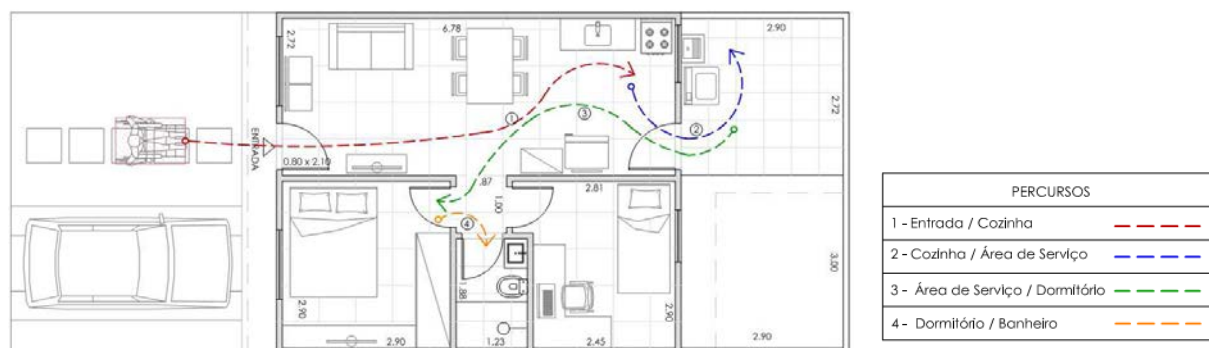 2.72
6.78
2.90
2.72
1
3
2
ENTRADA
0.80 x 2.10
.87
2.81
1.00
4
1.88
2.90
2.90
3.00
2.90
1.23
2.45
2.90
PERCURSOS
1 - Entrada / Cozinha
2 - Cozinha / Área de Serviço
3 - Área de Serviço / Dormitório
4 - Dormitório / Banheiro